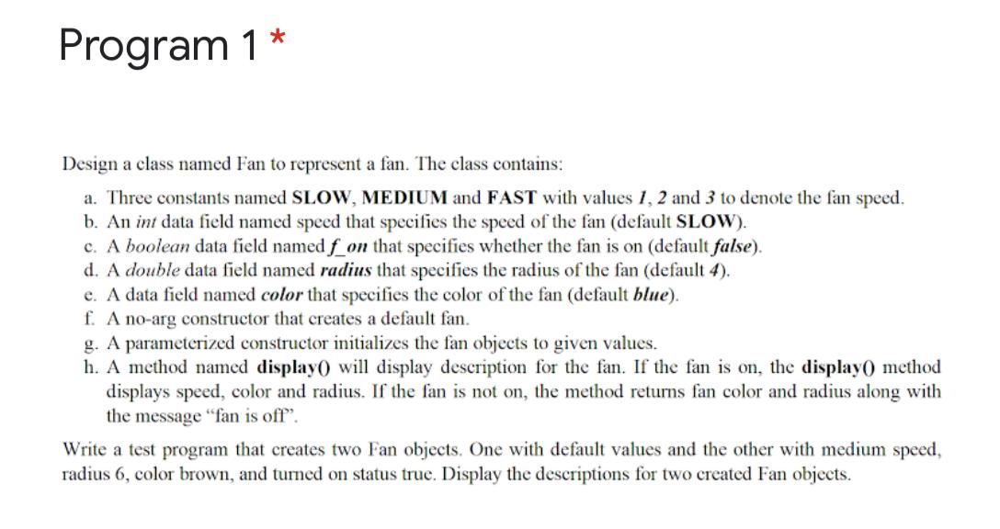 Program 1 *
Design a class named Fan to represent a fan. The class contains:
a. Three constants named SLOW, MEDIUM and FAST with values 1, 2 and 3 to denote the fan speed.
b. An int data field named speed that specifies the speed of the fan (default SLOW).
c. A boolean data field named f_on that specifies whether the fan is on (default false).
d. A double data field named radius that specifies the radius of the fan (default 4).
e. A data field named color that specifies the color of the fan (default blue).
f. A no-arg constructor that creates a default fan.
g. A parameterized constructor initializes the fan objects to given values.
h. A method named display() will display description for the fan. If the fan is on, the display() method
displays speed, color and radius. If the fan is not on, the method returns fan color and radius along with
the message “fan is off”.
Write a test program that creates two Fan objects. One with default values and the other with medium speed,
radius 6, color brown, and turned on status true. Display the descriptions for two created Fan objects.